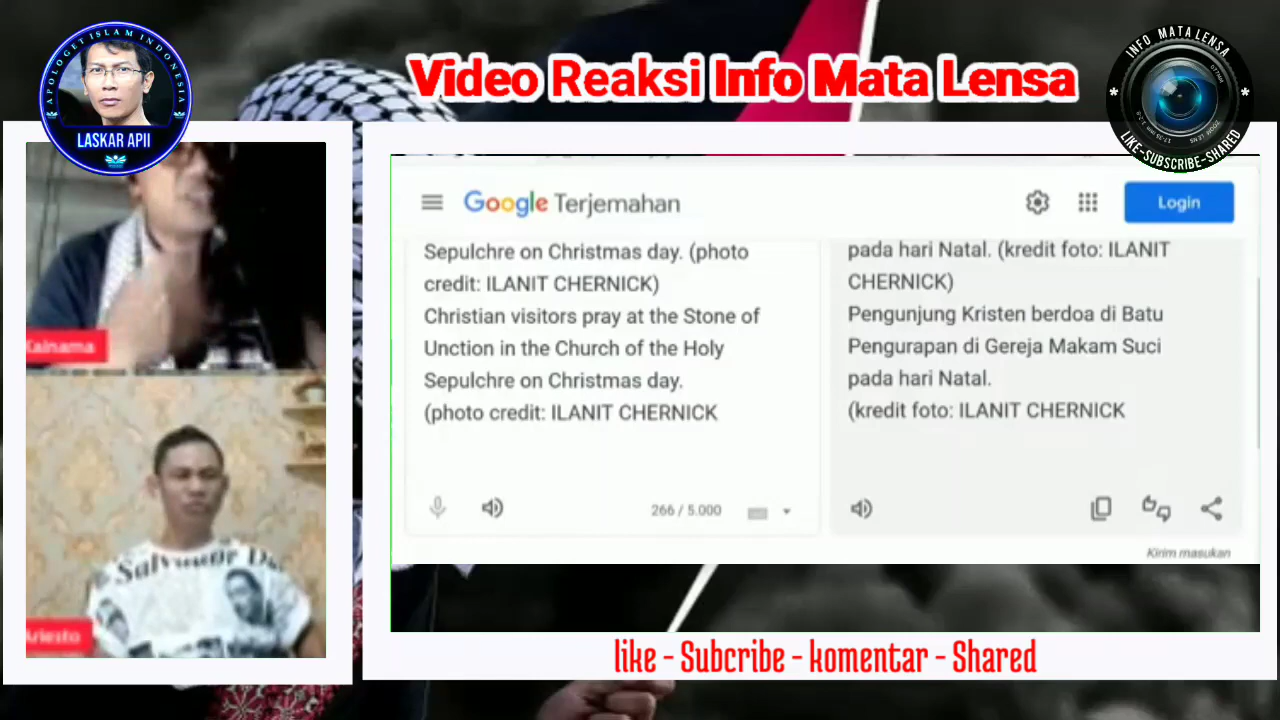 APOLOGET ISLAM INDONESIA
LASKAR APII
Video Reaksi Info Mata Lensa
INFO MATA LENSA
LIKE-SUBSCRIBE-SHARED
Kainama
Ariesto
Salvador Da
Google Terjemahan
Login
Sepulchre on Christmas day. (photo
credit: ILANIT CHERNICK)
Christian visitors pray at the Stone of
Unction in the Church of the Holy
Sepulchre on Christmas day.
(photo credit: ILANIT CHERNICK
266 / 5.000
pada hari Natal. (kredit foto: ILANIT
CHERNICK)
Pengunjung Kristen berdoa di Batu
Pengurapan di Gereja Makam Suci
pada hari Natal.
(kredit foto: ILANIT CHERNICK
Kirim masukan
like - Subcribe - komentar - Shared